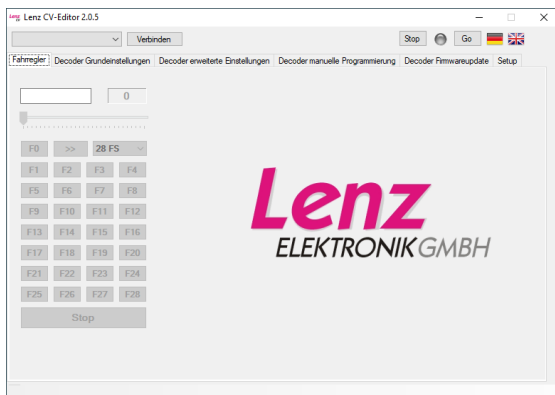 Lenz CV-Editor 2.0.5
Verbinden Stop Go
Fahrregler Decoder Grundeinstellungen Decoder erweiterte Einstellungen Decoder manuelle Programmierung Decoder Firmwareupdate Setup
0
F0 >> 28 FS
F1 F2 F3 F4
F5 F6 F7 F8
F9 F10 F11 F12
F13 F14 F15 F16
F17 F18 F19 F20
F21 F22 F23 F24
F25 F26 F27 F28
Stop
Lenz
ELEKTRONIK GMBH